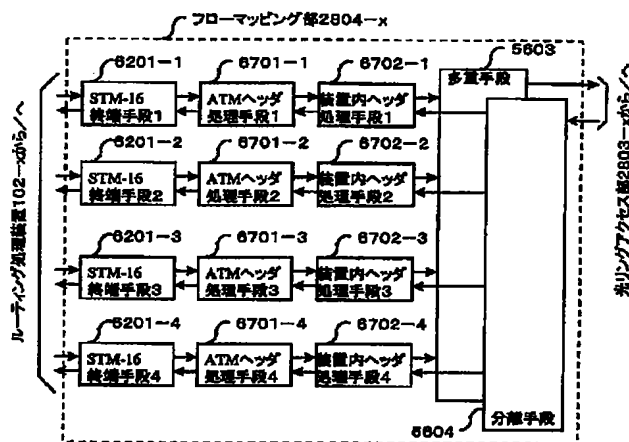 フローマッピング部2804-x
6201-1
6701-1
6702-1
5603
STM-16
終端手段1
ATMヘッダ
処理手段1
装置内ヘッダ
処理手段1
多重手段
6201-2
6701-2
6702-2
STM-16
終端手段2
ATMヘッダ
処理手段2
装置内ヘッダ
処理手段2
6201-3
6701-3
6702-3
STM-16
終端手段3
ATMヘッダ
処理手段3
装置内ヘッダ
処理手段3
6201-4
6701-4
6702-4
STM-16
終端手段4
ATMヘッダ
処理手段4
装置内ヘッダ
処理手段4
分離手段
5604
ルーティング処理装置102-xから/へ
光リングアクセス部2803-xから/へ